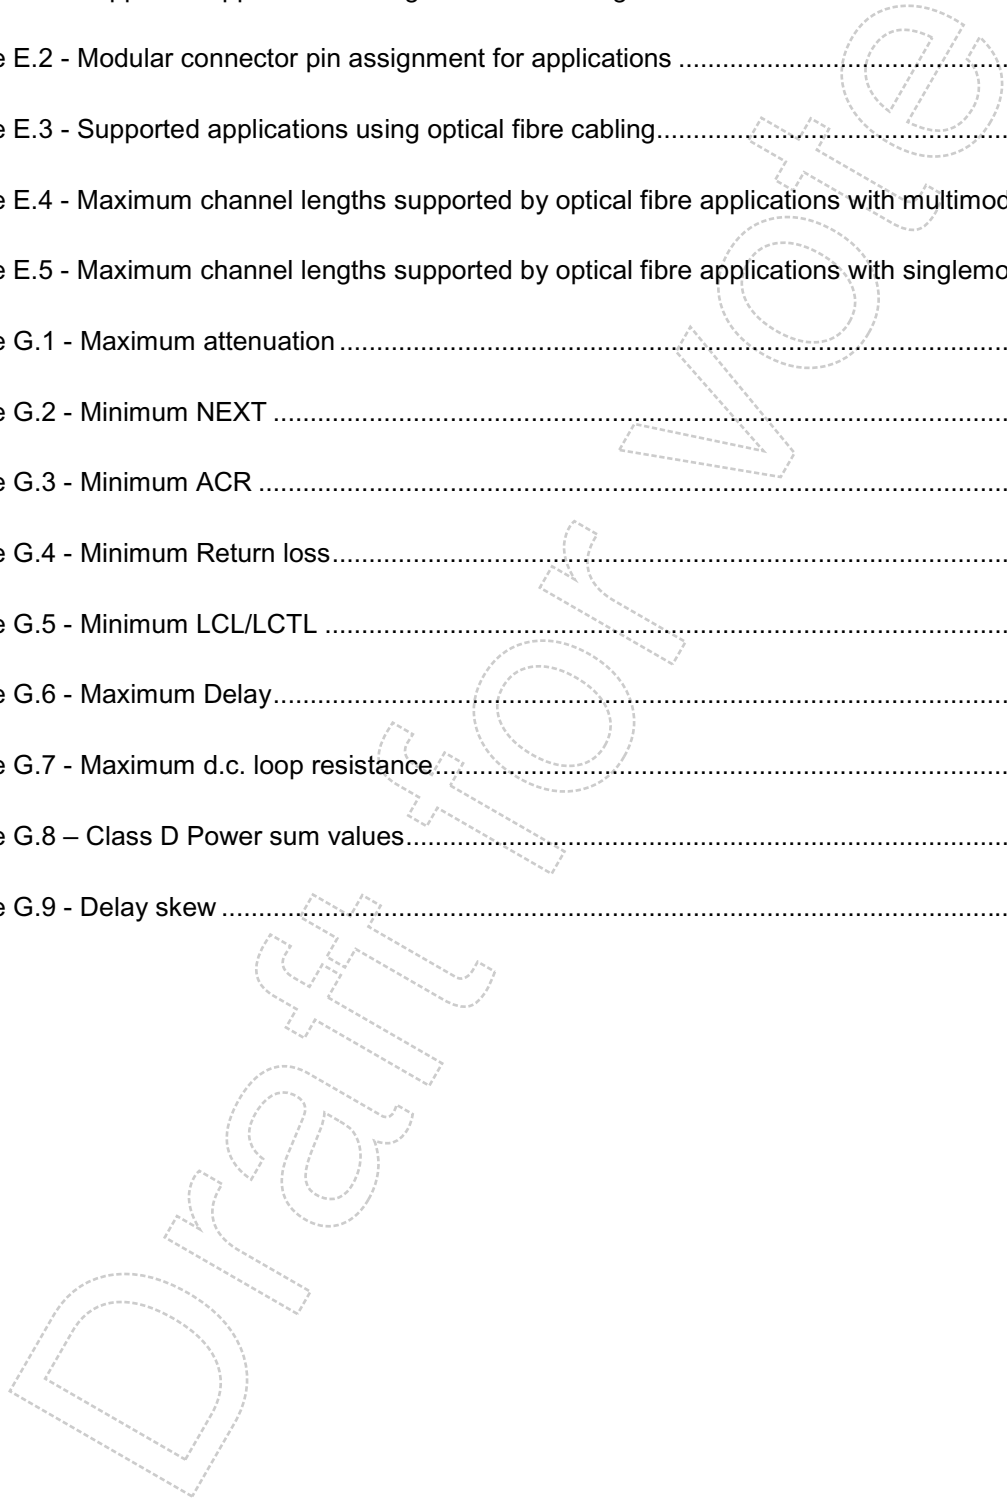 e E.2 - Modular connector pin assignment for applications ..........................................
e E.3 - Supported applications using optical fibre cabling..........................................
e E.4 - Maximum channel lengths supported by optical fibre applications with multimod
e E.5 - Maximum channel lengths supported by optical fibre applications with singlemo
e G.1 - Maximum attenuation ..........................................
e G.2 - Minimum NEXT ..........................................
e G.3 - Minimum ACR ..........................................
e G.4 - Minimum Return loss..........................................
e G.5 - Minimum LCL/LCTL ..........................................
e G.6 - Maximum Delay..........................................
e G.7 - Maximum d.c. loop resistance..........................................
e G.8 – Class D Power sum values..........................................
e G.9 - Delay skew ..........................................
Draft for vote